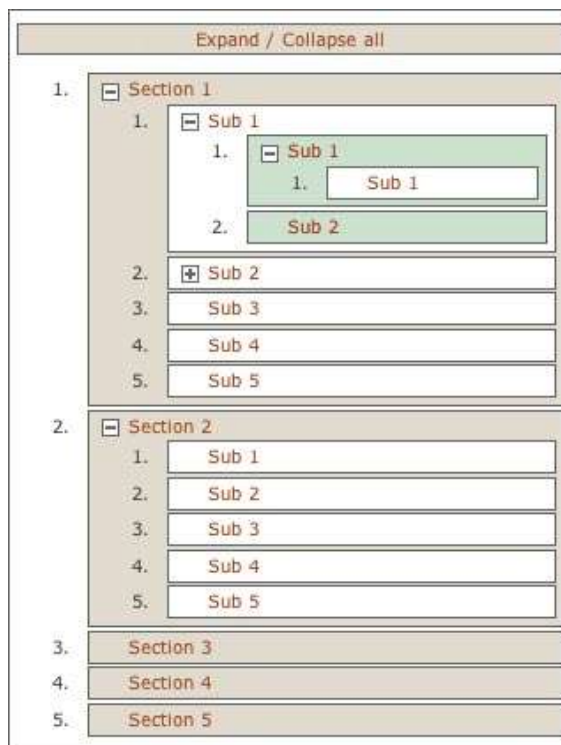 Expand / Collapse all
1. Section 1
1. Sub 1
1. Sub 1
1. Sub 1
2. Sub 2
2. Sub 2
3. Sub 3
4. Sub 4
5. Sub 5
2. Section 2
1. Sub 1
2. Sub 2
3. Sub 3
4. Sub 4
5. Sub 5
3. Section 3
4. Section 4
5. Section 5